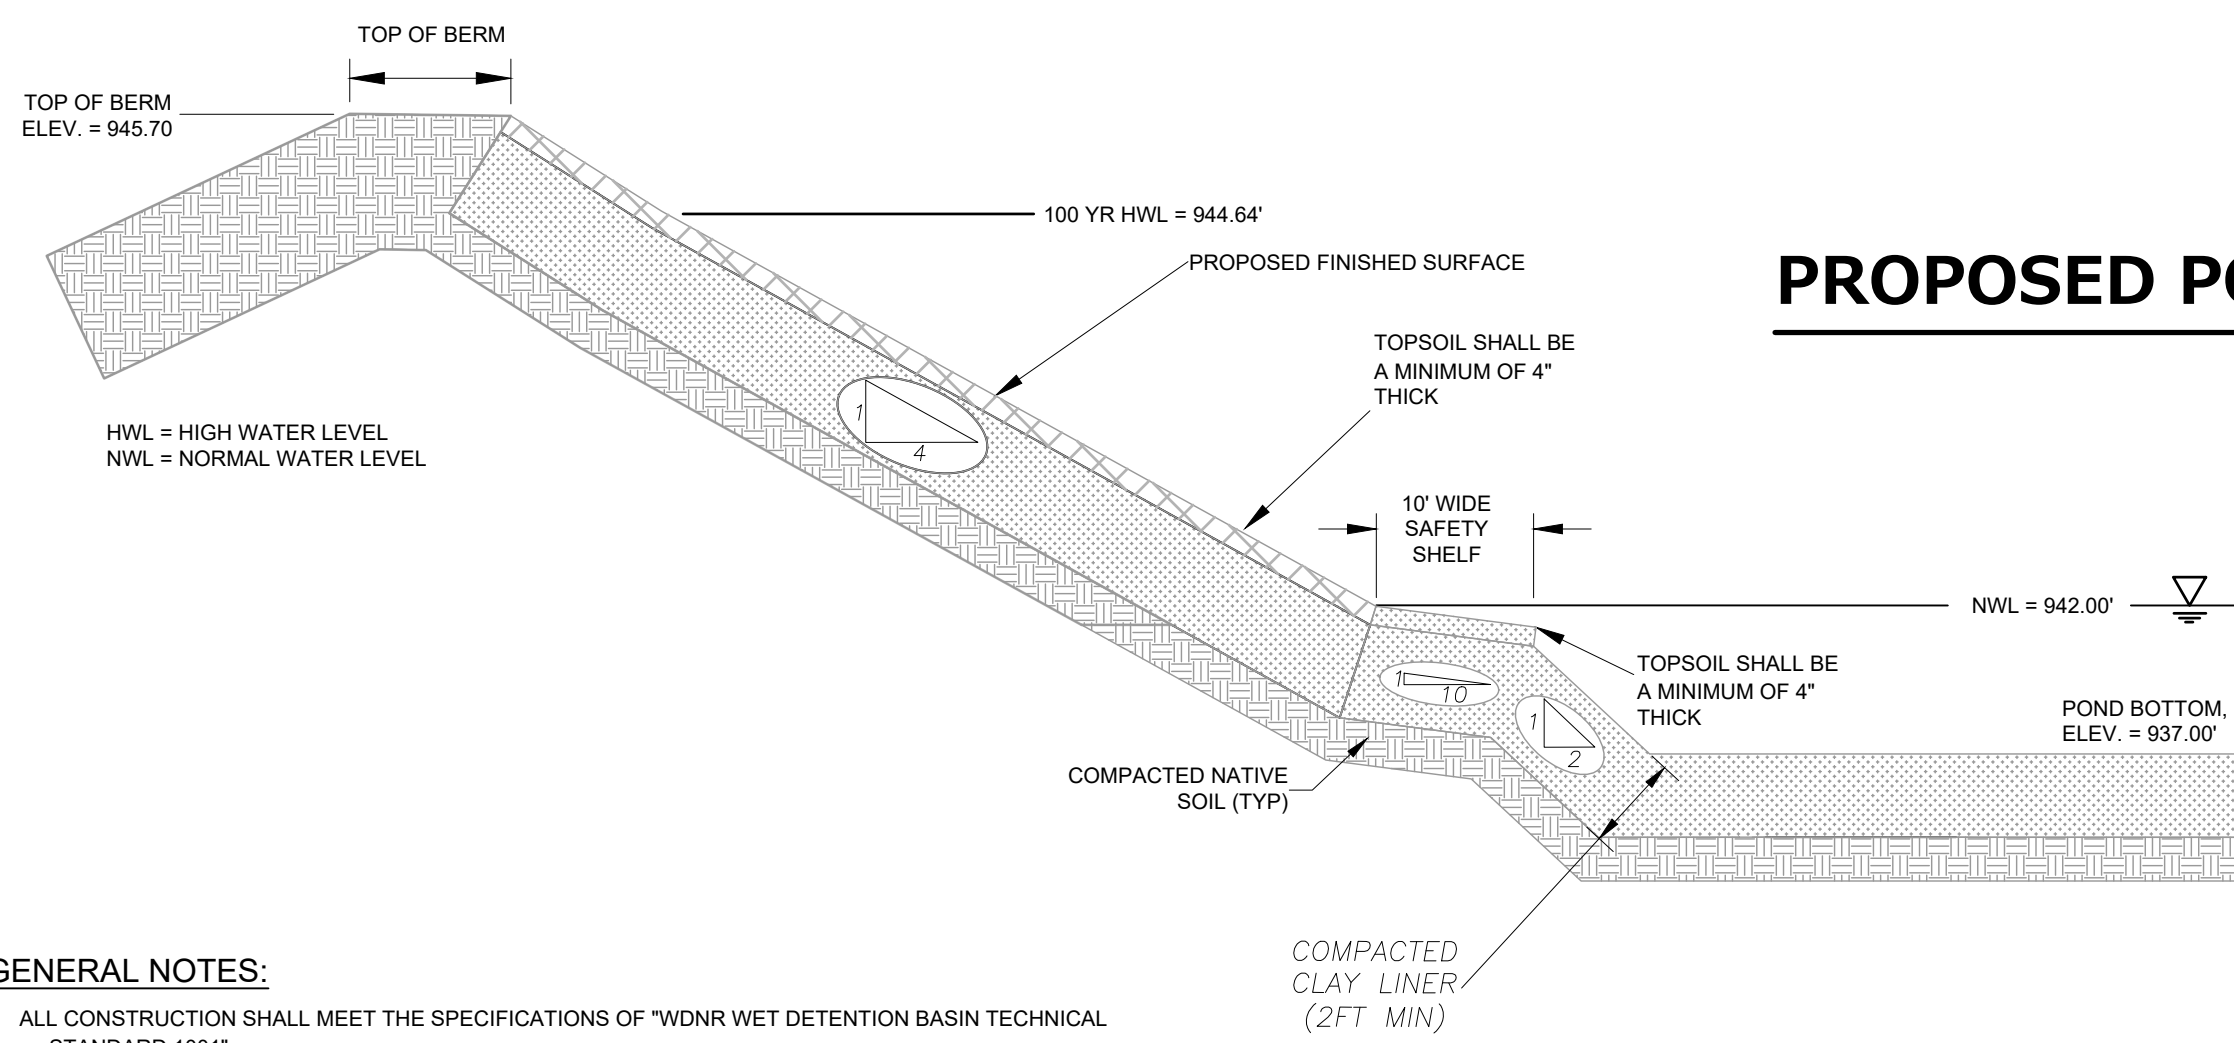 TOP OF BERM
TOP OF BERM
ELEV. = 945.70
100 YR HWL = 944.64'
PROPOSED FINISHED SURFACE
PROPOSED
TOPSOIL SHALL BE
A MINIMUM OF 4"
THICK
1
4
HWL = HIGH WATER LEVEL
NWL = NORMAL WATER LEVEL
10' WIDE
SAFETY
SHELF
NWL = 942.00'
TOPSOIL SHALL BE
A MINIMUM OF 4"
THICK
1
10
1
2
POND BOTTOM,
ELEV. = 937.00'
COMPACTED NATIVE
SOIL (TYP)
COMPACTED
CLAY LINER
(2FT MIN)
GENERAL NOTES:
ALL CONSTRUCTION SHALL MEET THE SPECIFICATIONS OF "WDNR WET DETENTION BASIN TECHNICAL
STANDARD 1001"